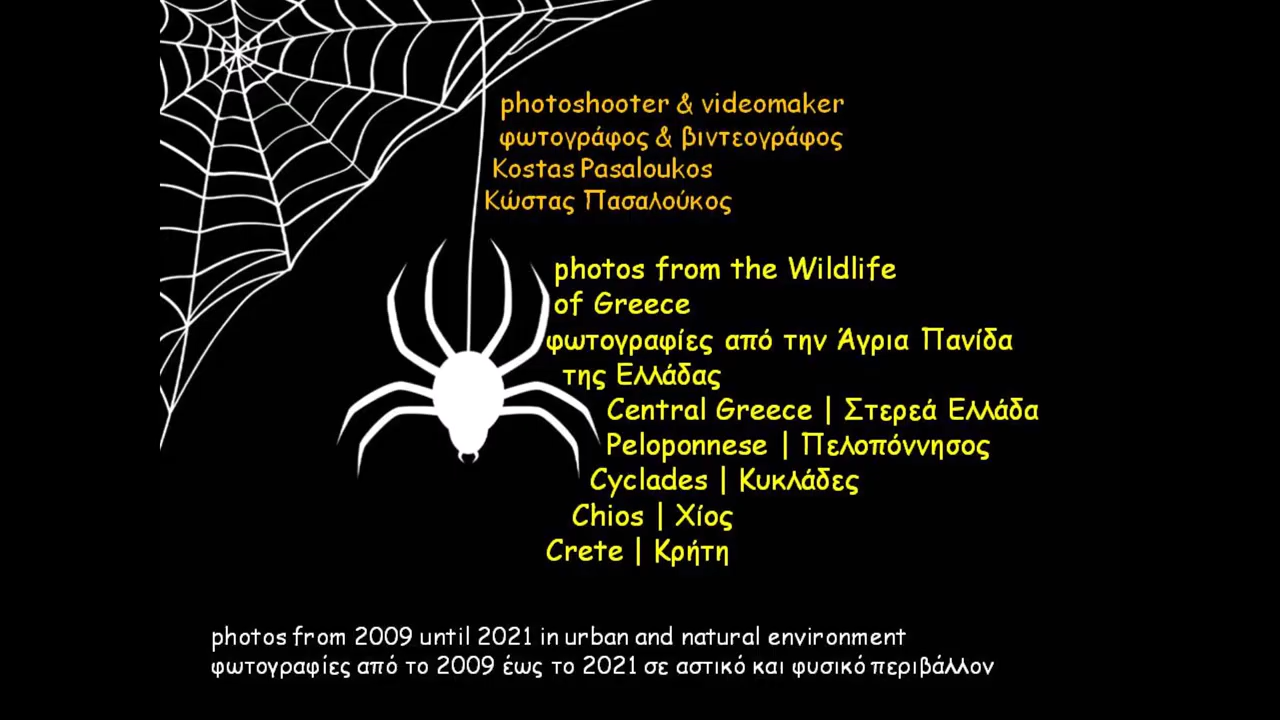 photoshooter & videomaker
φωτογράφος & βιντεογράφος
Kostas Pasaloukos
Κώστας Πασαλούκος
photos from the Wildlife
of Greece
φωτογραφίες από την Άγρια Πανίδα
της Ελλάδας
Central Greece | Στερεά Ελλάδα
Peloponnese | Πελοπόννησος
Cyclades | Κυκλάδες
Chios | Χίος
Crete | Κρήτη
photos from 2009 until 2021 in urban and natural environment
φωτογραφίες από το 2009 έως το 2021 σε αστικό και φυσικό περιβάλλον